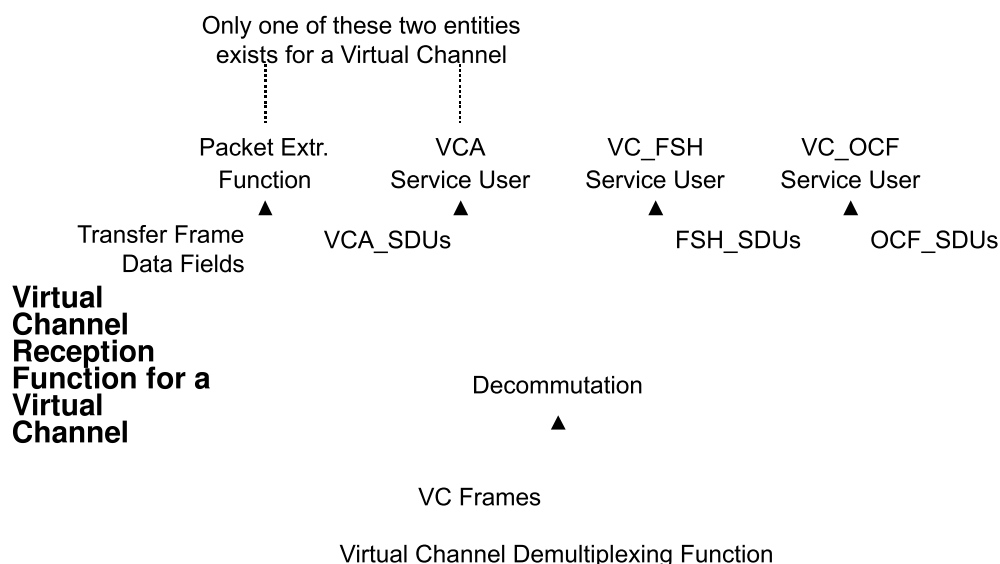 Only one of these two entities
exists for a Virtual Channel
Packet Extr.
Function
VCA
Service User
VC_FSH
Service User
VC_OCF
Service User
Transfer Frame
Data Fields
VCA_SDUs
FSH_SDUs
OCF_SDUs
Virtual
Channel
Reception
Function for a
Virtual
Channel
Decommutation
VC Frames
Virtual Channel Demultiplexing Function